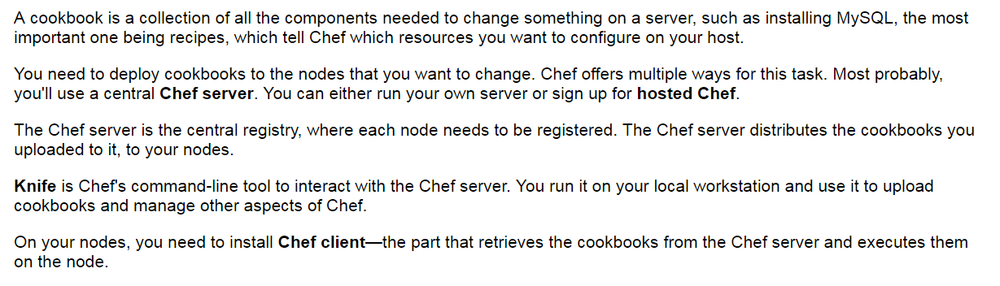 A cookbook is a collection of all the components needed to change something on a server, such as installing MySQL, the most
important one being recipes, which tell Chef which resources you want to configure on your host.
You need to deploy cookbooks to the nodes that you want to change. Chef offers multiple ways for this task. Most probably,
you'll use a central Chef server. You can either run your own server or sign up for hosted Chef.
The Chef server is the central registry, where each node needs to be registered. The Chef server distributes the cookbooks you
uploaded to it, to your nodes.
Knife is Chef's command-line tool to interact with the Chef server. You run it on your local workstation and use it to upload
cookbooks and manage other aspects of Chef.
On your nodes, you need to install Chef client—the part that retrieves the cookbooks from the Chef server and executes them
on the node.